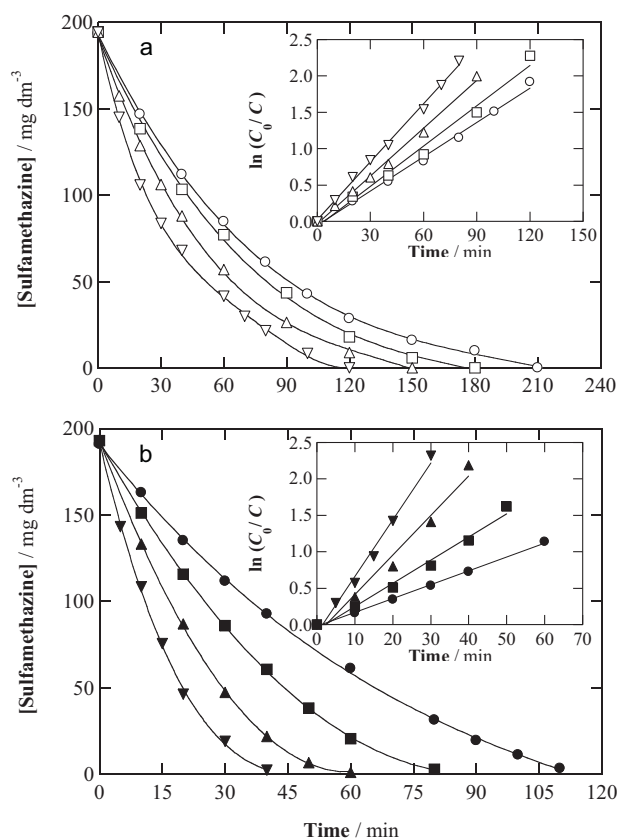 a
[Sulfamethazine] / mg dm⁻³
200
150
100
50
0
0 30 60 90 120 150 180 210 240
ln (C₀/ C)
2.5
2.0
1.5
1.0
0.5
0.0
0 30 60 90 120 150
Time / min
b
[Sulfamethazine] / mg dm⁻³
200
150
100
50
0
0 15 30 45 60 75 90 105 120
Time / min
ln (C₀/ C)
2.5
2.0
1.5
1.0
0.5
0.0
0 10 20 30 40 50 60 70
Time / min